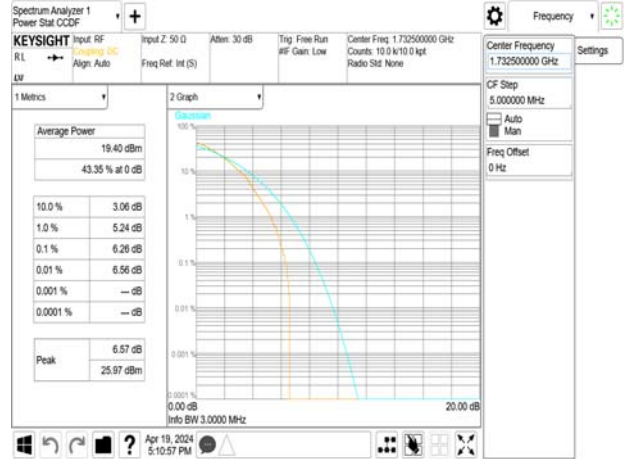 Spectrum Analyzer 1
Power Stat CCDF
+
Frequency
KEYSIGHT
RL
Input: RF
Coupling: DC
Align: Auto
Input Z: 50 Ω
Freq Ref: Int (S)
Atten: 30 dB
Trig: Free Run
#IF Gain: Low
Center Freq: 1.732500000 GHz
Counts: 10.0 k/10.0 kpt
Radio Std: None
Center Frequency
1.732500000 GHz
Settings
CF Step
5.000000 MHz
Auto
Man
Freq Offset
0 Hz
1 Metrics
2 Graph
Average Power
19.40 dBm
43.35 % at 0 dB
10.0 % 3.06 dB
1.0 % 5.24 dB
0.1 % 6.26 dB
0.01 % 6.56 dB
0.001 % --- dB
0.0001 % --- dB
Peak
6.57 dB
25.97 dBm
Gaussian
100 %
10 %
1 %
0.1 %
0.01 %
0.001 %
0.0001 %
0.00 dB
20.00 dB
Info BW 3.0000 MHz
?
Apr 19, 2024
5:10:57 PM